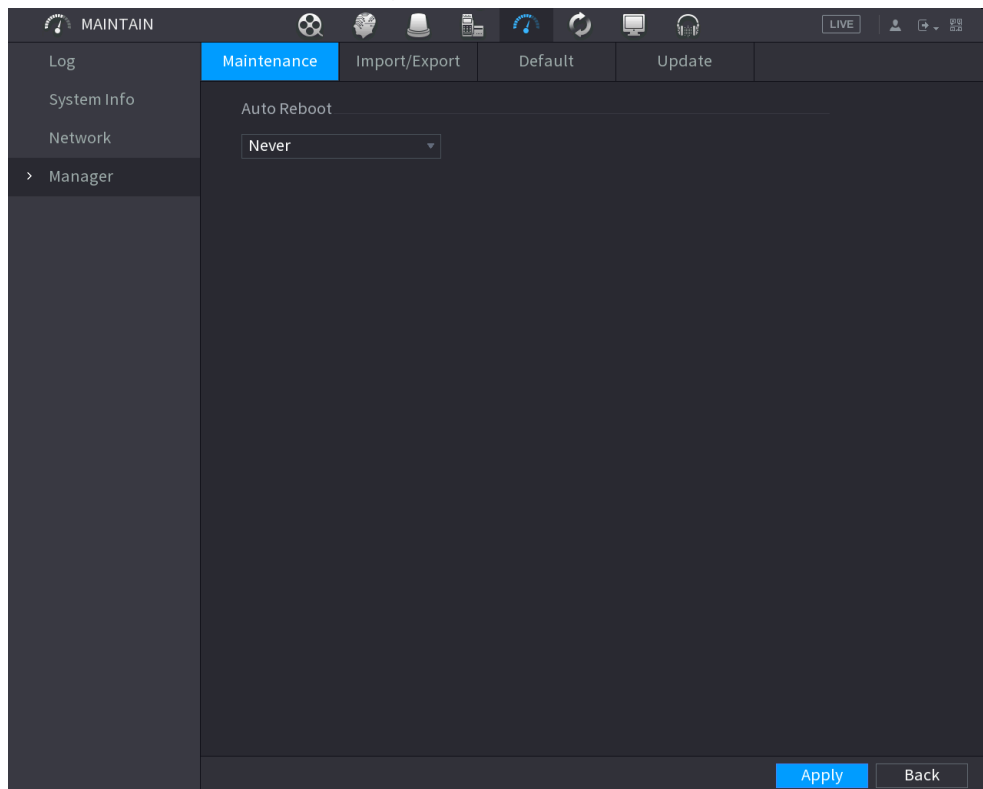 MAINTAIN
LIVE
Log
System Info
Network
Manager
Maintenance
Import/Export
Default
Update
Auto Reboot
Never
Apply
Back